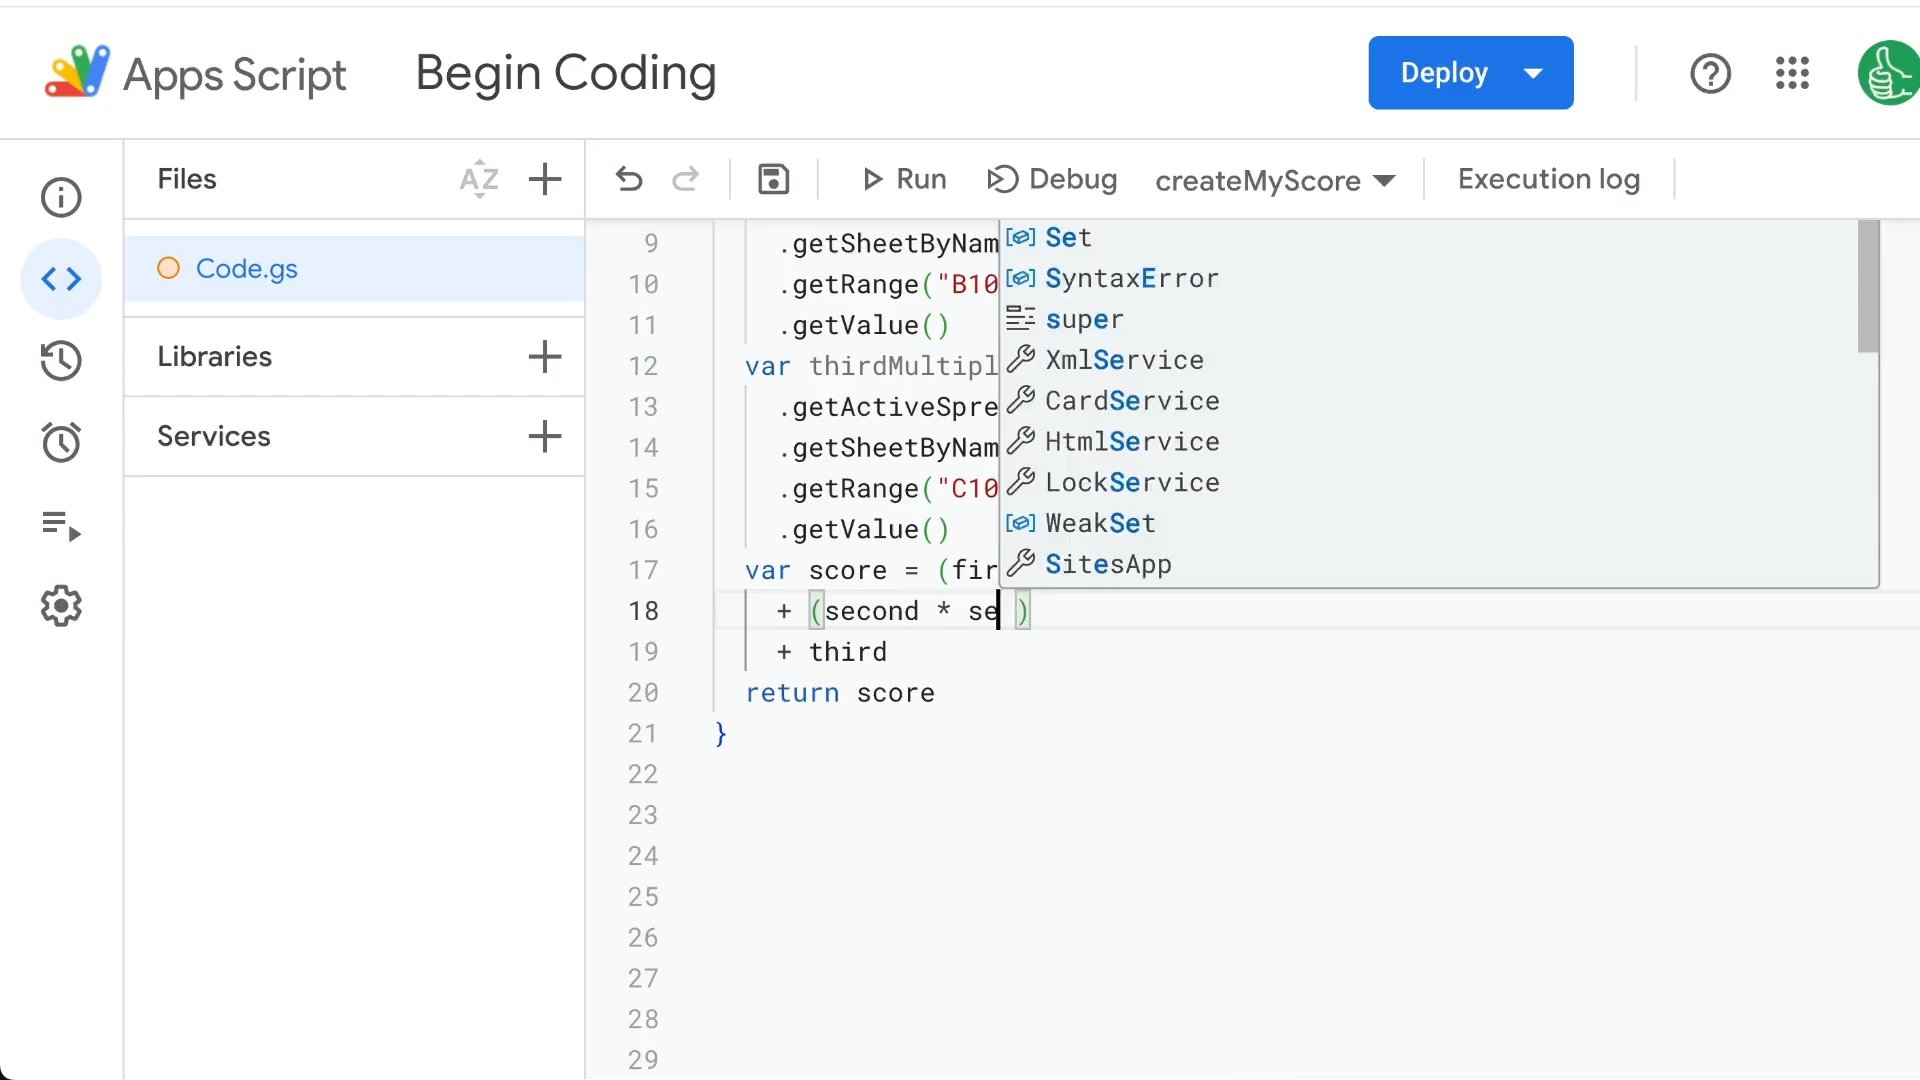 Apps Script
Begin Coding
Deploy
Files
AZ
Run
Debug
createMyScore
Execution log
Code.gs
Libraries
Services
9 .getSheetByNam
10 .getRange("B10
11 .getValue()
12 var thirdMultipl
13 .getActiveSpre
14 .getSheetByNam
15 .getRange("C10
16 .getValue()
17 var score = (fir
18 + (second * se )
19 + third
20 return score
21 }
22
23
24
25
26
27
28
29
Set
SyntaxError
super
XmlService
CardService
HtmlService
LockService
WeakSet
SitesApp